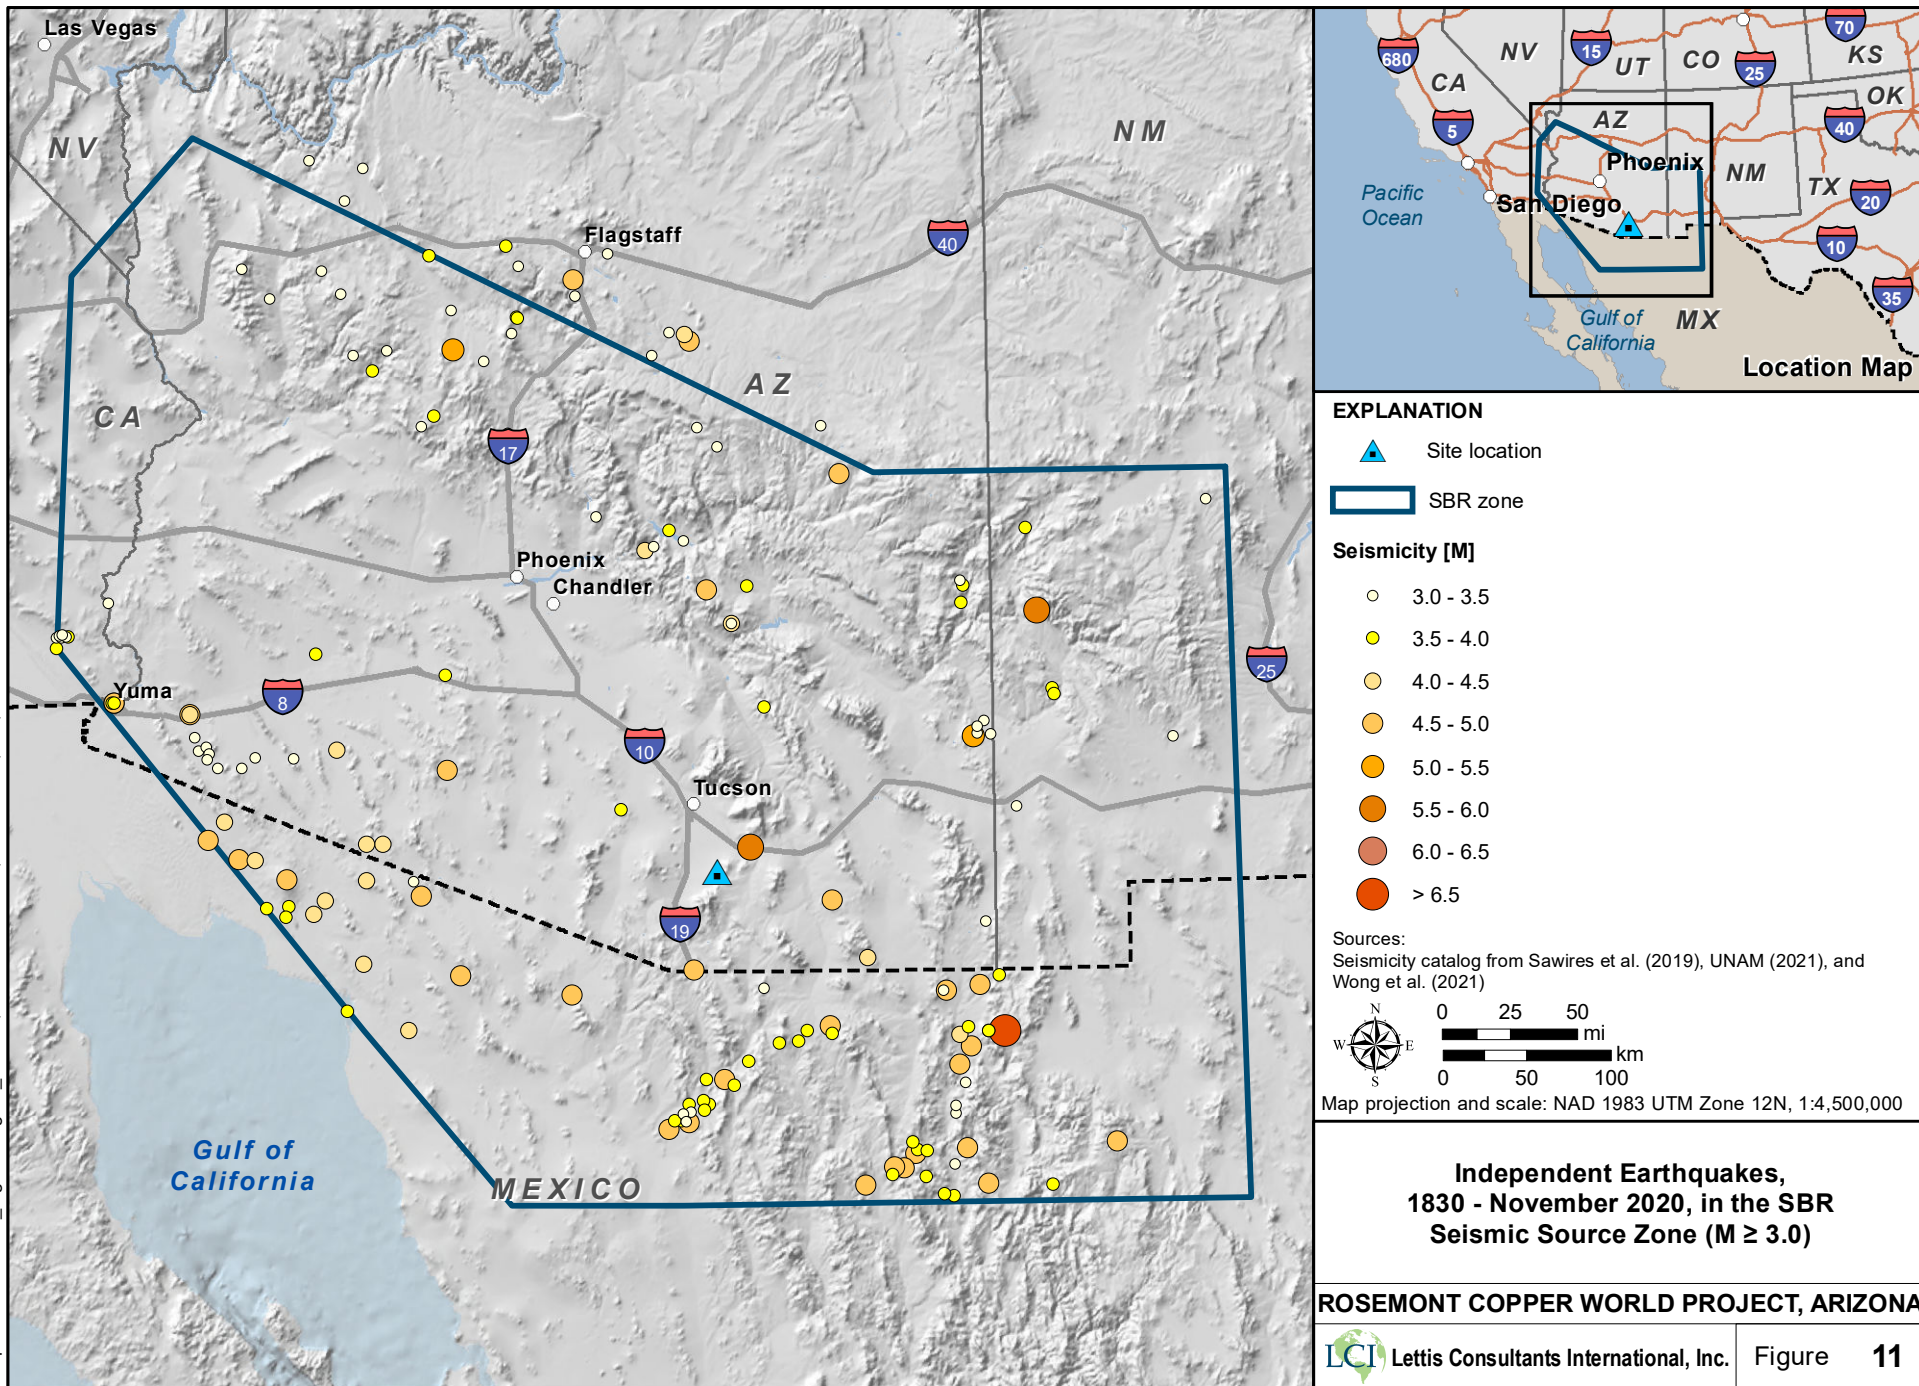 Las Vegas
NV
NM
Flagstaff
40
AZ
CA
17
Phoenix
Chandler
Yuma
8
25
10
Tucson
19
Gulf of
California
MEXICO
680
NV
15
UT
CO
25
70
KS
CA
OK
5
AZ
40
Phoenix
NM
TX
20
Pacific
Ocean
San Diego
10
35
Gulf of
California
MX
Location Map
EXPLANATION
Site location
SBR zone
Seismicity [M]
3.0 - 3.5
3.5 - 4.0
4.0 - 4.5
4.5 - 5.0
5.0 - 5.5
5.5 - 6.0
6.0 - 6.5
> 6.5
Sources:
Seismicity catalog from Sawires et al. (2019), UNAM (2021), and
Wong et al. (2021)
N
W E
S
0 25 50
mi
km
0 50 100
Map projection and scale: NAD 1983 UTM Zone 12N, 1:4,500,000
Independent Earthquakes,
1830 - November 2020, in the SBR
Seismic Source Zone (M ≥ 3.0)
ROSEMONT COPPER WORLD PROJECT, ARIZONA
LCI Lettis Consultants International, Inc.
Figure 11